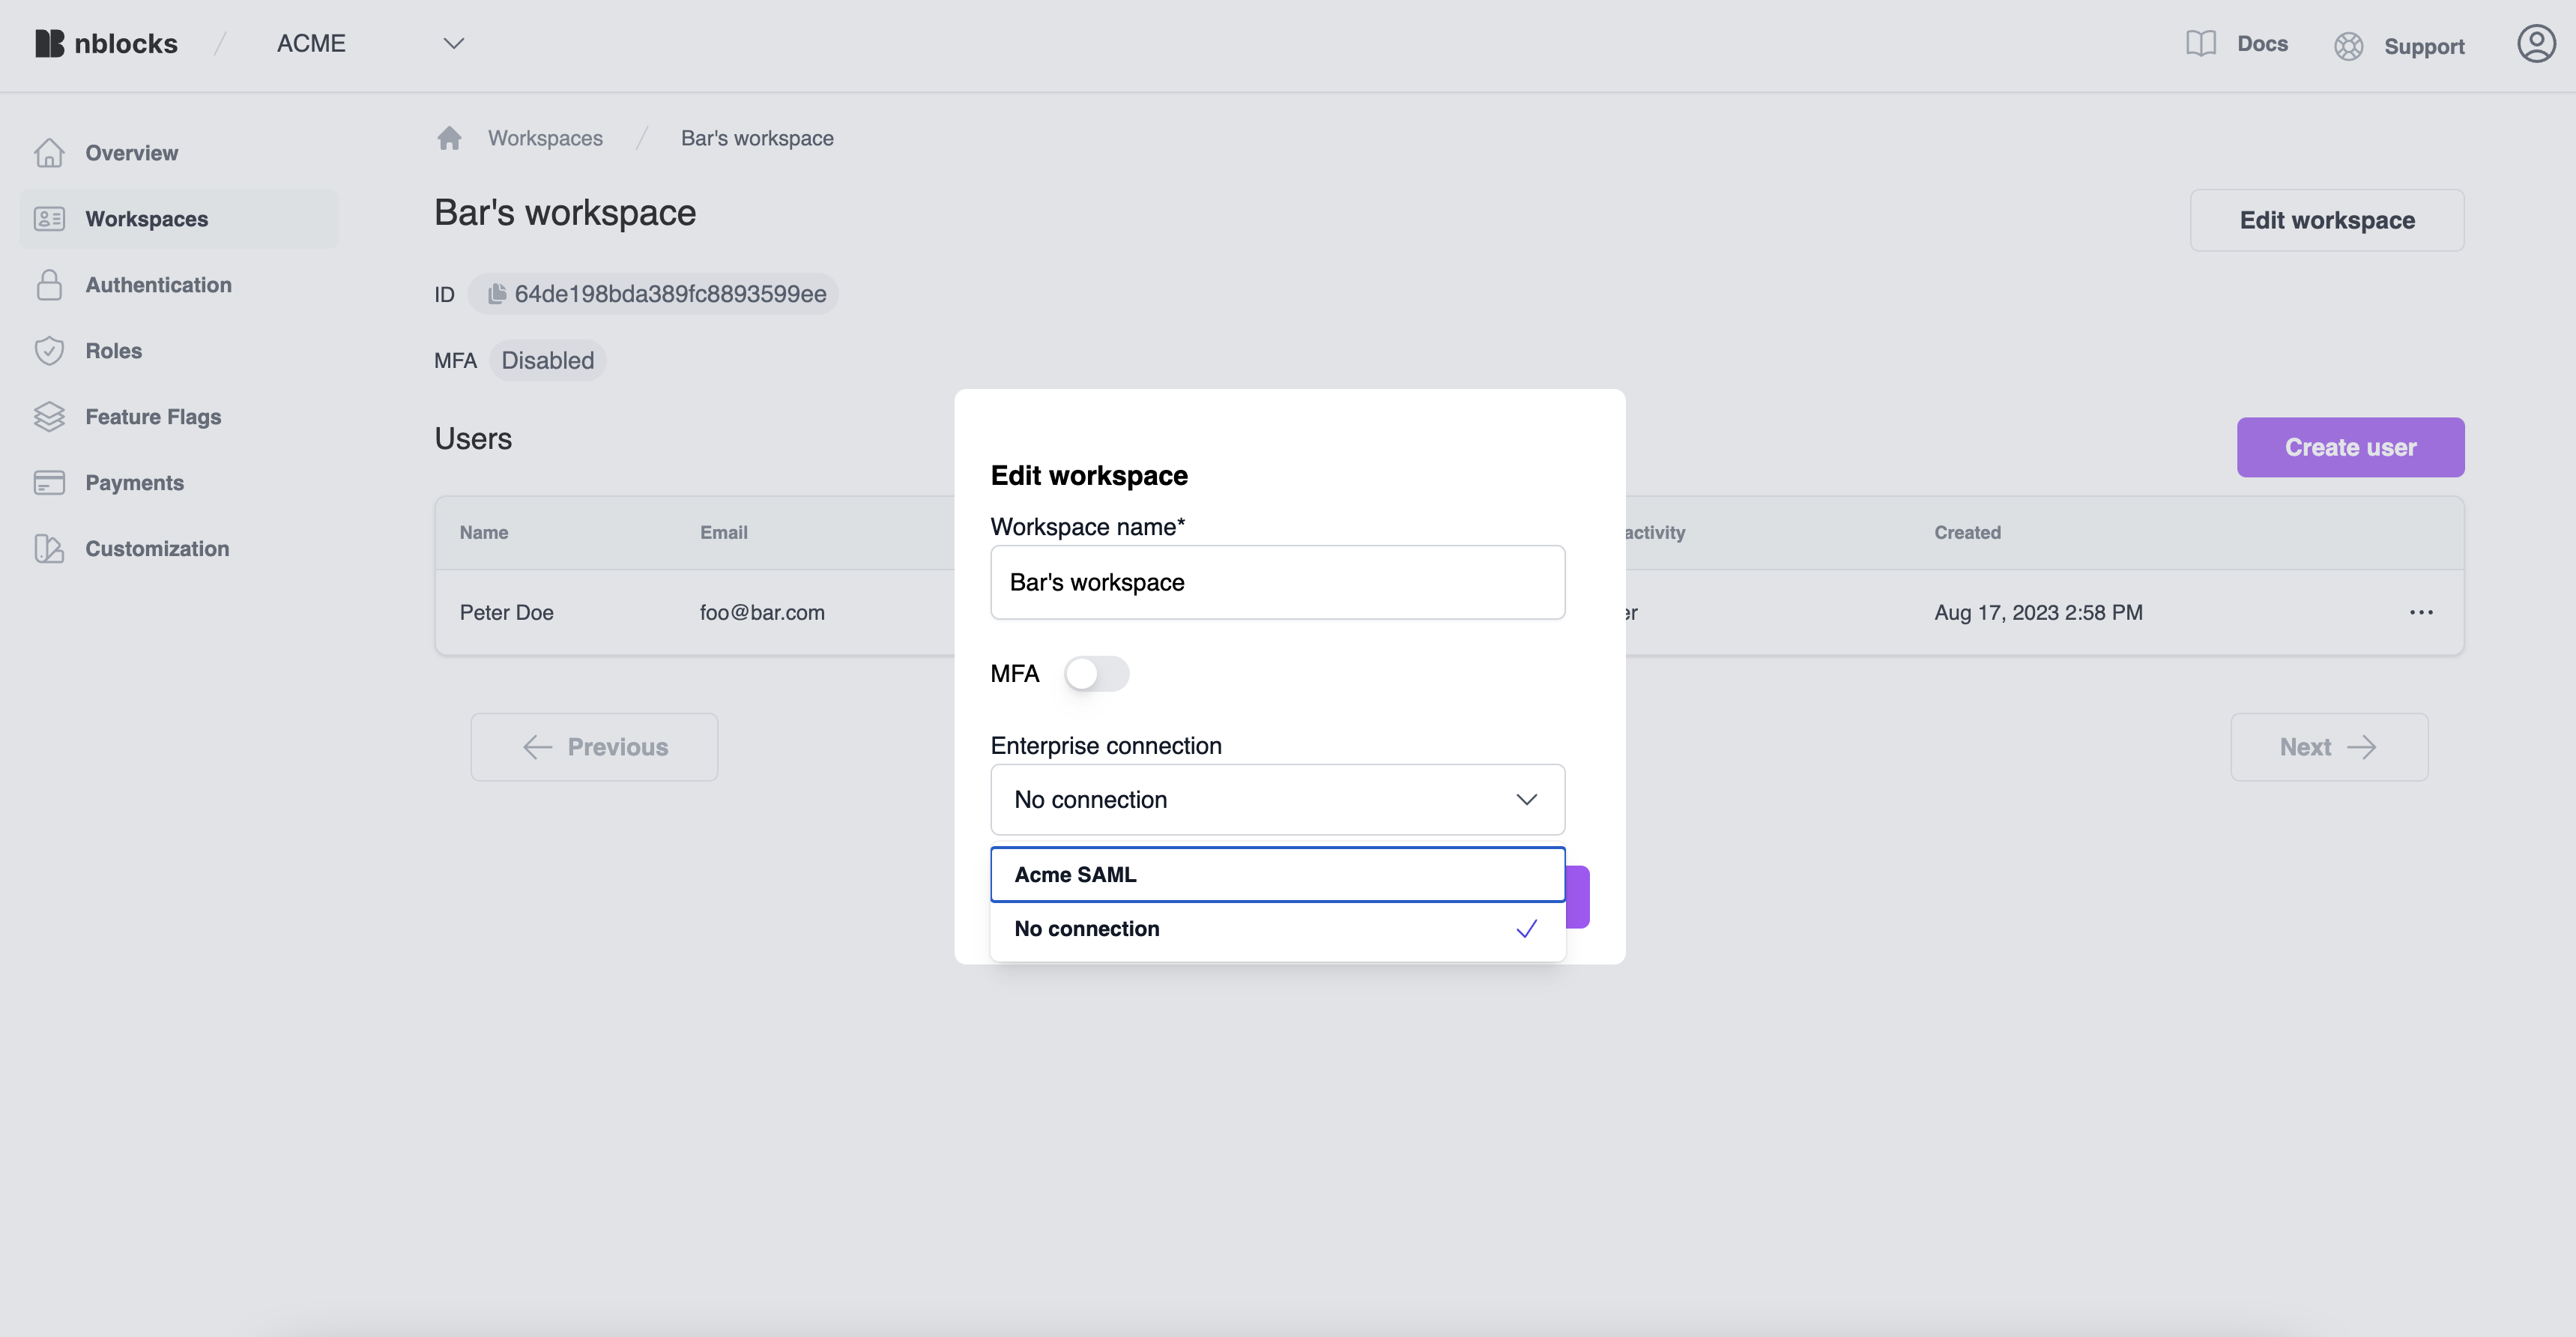 nblocks / ACME
Docs
Support
Overview
Workspaces
Authentication
Roles
Feature Flags
Payments
Customization
Workspaces / Bar's workspace
Bar's workspace
Edit workspace
ID 64de198bda389fc8893599ee
MFA Disabled
Users
Create user
Name Email activity Created
Peter Doe foo@bar.com er Aug 17, 2023 2:58 PM ...
Previous
Next
Edit workspace
Workspace name*
Bar's workspace
MFA
Enterprise connection
No connection
Acme SAML
No connection